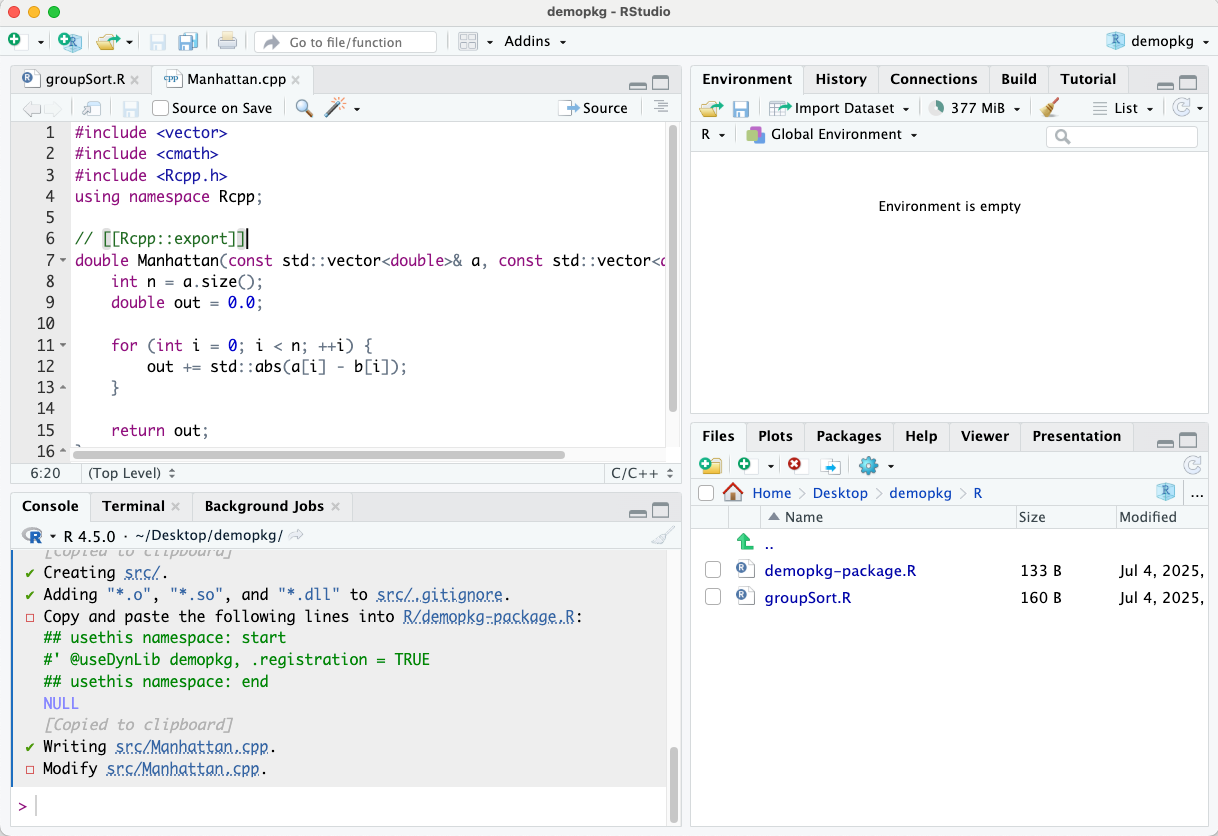 demopkg - RStudio
Go to file/function
Addins
demopkg
groupSort.R
Manhattan.cpp
Source on Save
Source
1 #include <vector>
2 #include <cmath>
3 #include <Rcpp.h>
4 using namespace Rcpp;
5
6 // [[Rcpp::export]]
7 double Manhattan(const std::vector<double>& a, const std::vector<d
8 int n = a.size();
9 double out = 0.0;
10
11 for (int i = 0; i < n; ++i) {
12 out += std::abs(a[i] - b[i]);
13 }
14
15 return out;
16 }
6:20 (Top Level) C/C++
Console Terminal Background Jobs
R 4.5.0 · ~/Desktop/demopkg/
[Copied to clipboard]
✔ Creating src/.
✔ Adding "*.o", "*.so", and "*.dll" to src/.gitignore.
☐ Copy and paste the following lines into R/demopkg-package.R:
## usethis namespace: start
#' @useDynLib demopkg, .registration = TRUE
## usethis namespace: end
NULL
[Copied to clipboard]
✔ Writing src/Manhattan.cpp.
☐ Modify src/Manhattan.cpp.
>
Environment History Connections Build Tutorial
Import Dataset 377 MiB List
R Global Environment
Environment is empty
Files Plots Packages Help Viewer Presentation
Home Desktop demopkg R ...
Name Size Modified
..
demopkg-package.R 133 B Jul 4, 2025,
groupSort.R 160 B Jul 4, 2025,